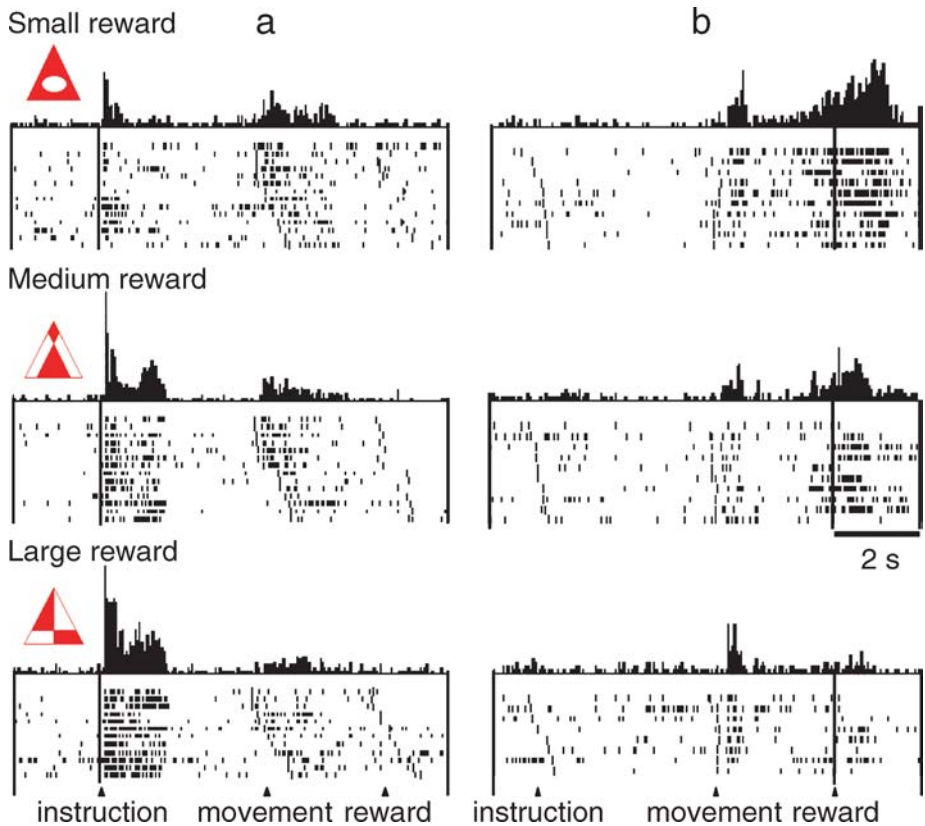 Small reward
a
b
Medium reward
2 s
Large reward
instruction movement reward
instruction movement reward